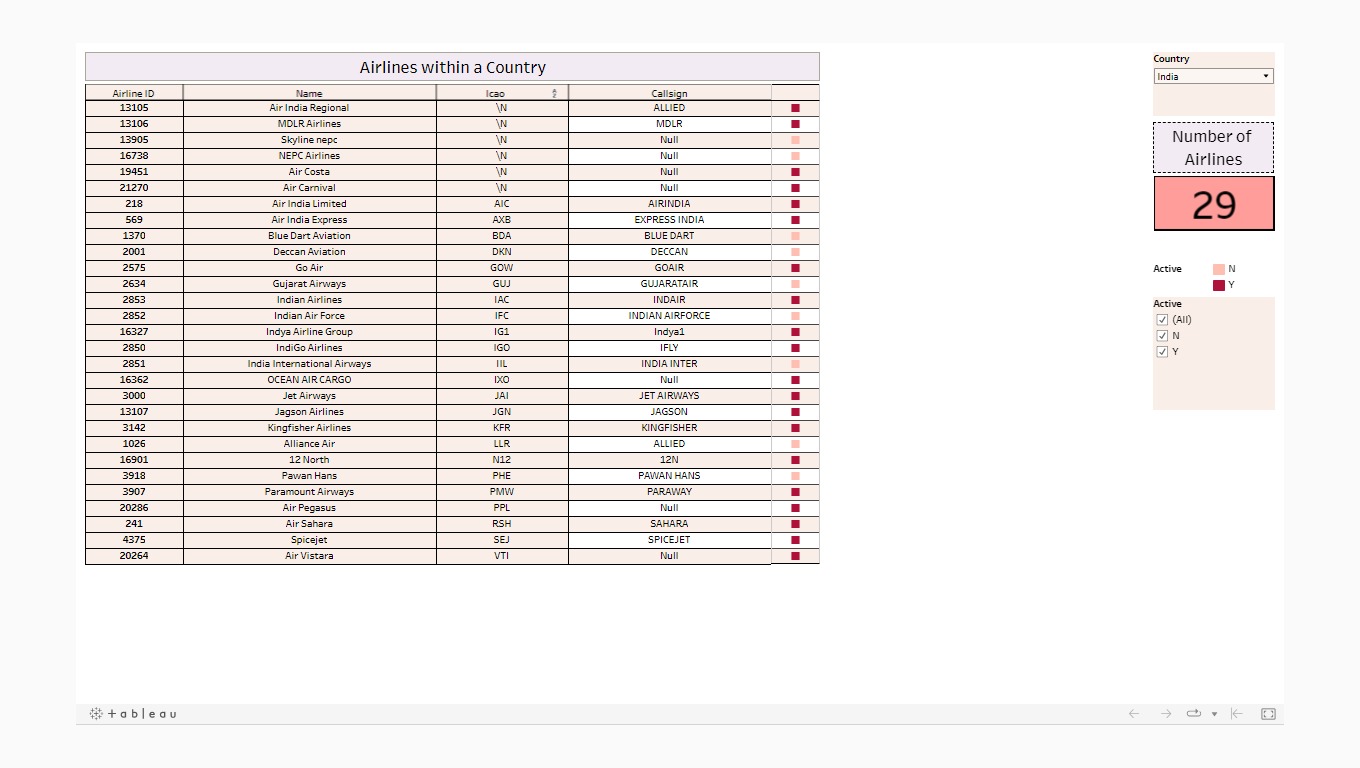 Airlines within a Country
Airline ID Name Icao Callsign
13105 Air India Regional \N ALLIED
13106 MDLR Airlines \N MDLR
13905 Skyline nepc \N Null
16738 NEPC Airlines \N Null
19451 Air Costa \N Null
21270 Air Carnival \N Null
218 Air India Limited AIC AIRINDIA
569 Air India Express AXB EXPRESS INDIA
1370 Blue Dart Aviation BDA BLUE DART
2001 Deccan Aviation DKN DECCAN
2575 Go Air GOW GOAIR
2634 Gujarat Airways GUJ GUJARATAIR
2853 Indian Airlines IAC INDAIR
2852 Indian Air Force IFC INDIAN AIRFORCE
16327 Indya Airline Group IG1 Indya1
2850 IndiGo Airlines IGO IFLY
2851 India International Airways IIL INDIA INTER
16362 OCEAN AIR CARGO IXO Null
3000 Jet Airways JAI JET AIRWAYS
13107 Jagson Airlines JGN JAGSON
3142 Kingfisher Airlines KFR KINGFISHER
1026 Alliance Air LLR ALLIED
16901 12 North N12 12N
3918 Pawan Hans PHE PAWAN HANS
3907 Paramount Airways PMW PARAWAY
20286 Air Pegasus PPL Null
241 Air Sahara RSH SAHARA
4375 Spicejet SEJ SPICEJET
20264 Air Vistara VTI Null
Country
India
Number of
Airlines
29
Active N
Y
Active
(All)
N
Y
+ a b | e a u